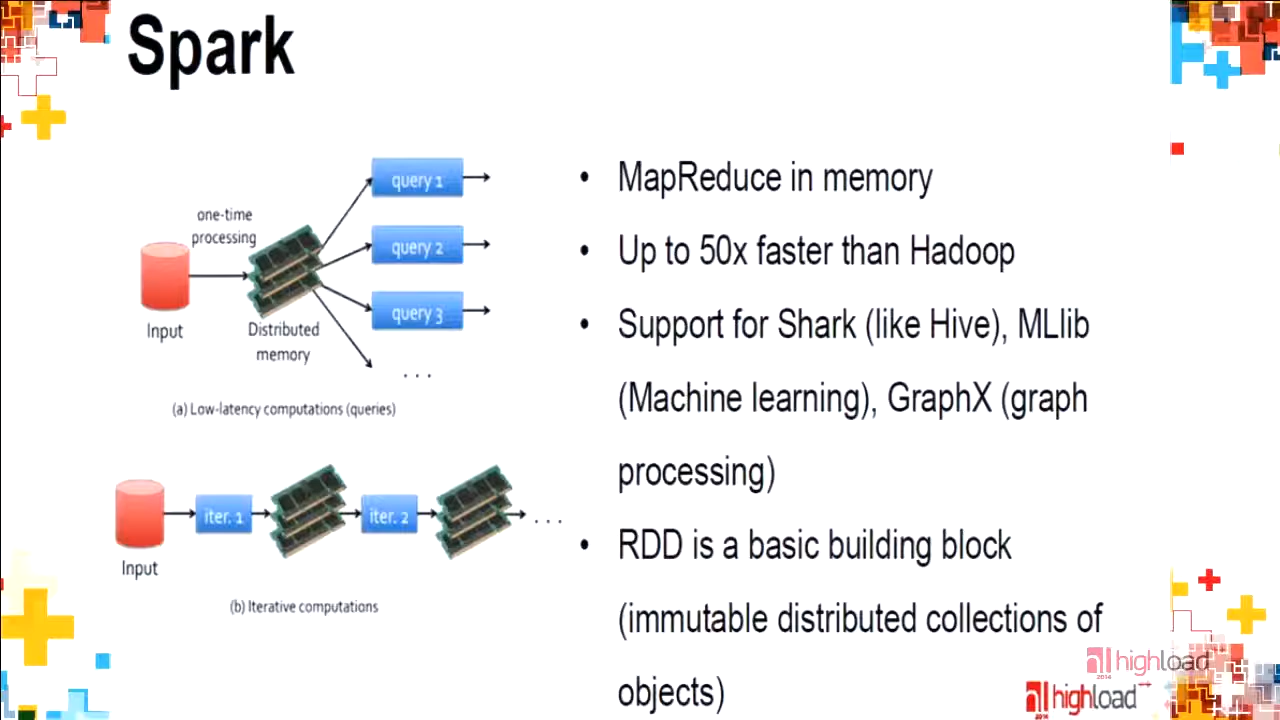 Spark
one-time
processing
Input
Distributed
memory
query 1
query 2
query 3
. . .
(a) Low-latency computations (queries)
Input
iter. 1
iter. 2
. . .
(b) Iterative computations
• MapReduce in memory
• Up to 50x faster than Hadoop
• Support for Shark (like Hive), MLlib
(Machine learning), GraphX (graph
processing)
• RDD is a basic building block
(immutable distributed collections of
objects)
highload
2014
highload
2014